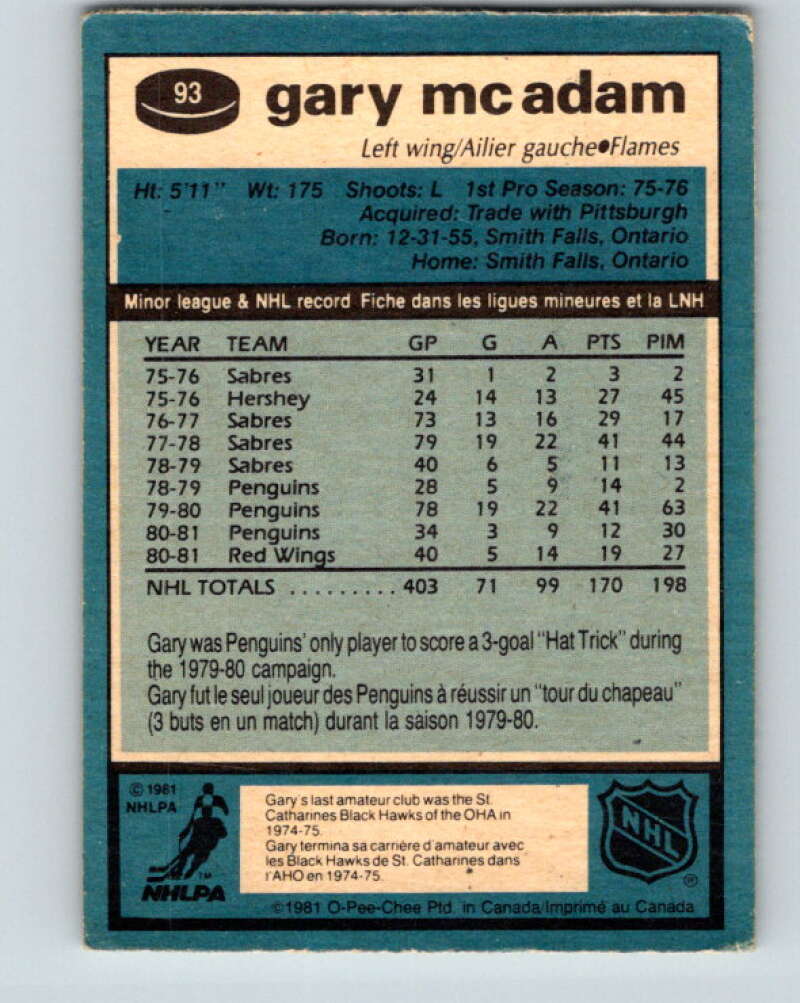 93 gary mc adam
Left wing/Ailier gauche•Flames
Ht: 5'11" Wt: 175 Shoots: L 1st Pro Season: 75-76
Acquired: Trade with Pittsburgh
Born: 12-31-55, Smith Falls, Ontario
Home: Smith Falls, Ontario
Minor league & NHL record Fiche dans les ligues mineures et la LNH
YEAR TEAM GP G A PTS PIM
75-76 Sabres 31 1 2 3 2
75-76 Hershey 24 14 13 27 45
76-77 Sabres 73 13 16 29 17
77-78 Sabres 79 19 22 41 44
78-79 Sabres 40 6 5 11 13
78-79 Penguins 28 5 9 14 2
79-80 Penguins 78 19 22 41 63
80-81 Penguins 34 3 9 12 30
80-81 Red Wings 40 5 14 19 27
NHL TOTALS ......... 403 71 99 170 198
Gary was Penguins' only player to score a 3-goal "Hat Trick" during
the 1979-80 campaign.
Gary fut le seul joueur des Penguins à réussir un "tour du chapeau"
(3 buts en un match) durant la saison 1979-80.
© 1981
NHLPA
Gary's last amateur club was the St.
Catharines Black Hawks of the OHA in
1974-75.
Gary termina sa carrière d'amateur avec
les Black Hawks de St. Catharines dans
l'AHO en 1974-75.
NHL
TM
NHLPA
®
©1981 O-Pee-Chee Ptd. in Canada/Imprimé au Canada